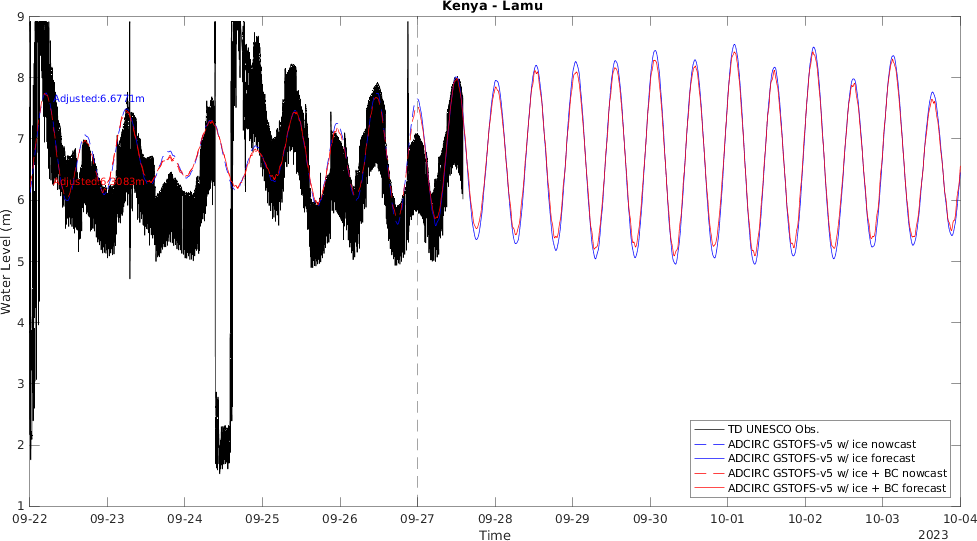 Kenya - Lamu
9
8
7
6
5
4
3
2
1
Water Level (m)
Adjusted:6.6771m
TD UNESCO Obs.
ADCIRC GSTOFS-v5 w/ ice nowcast
ADCIRC GSTOFS-v5 w/ ice forecast
ADCIRC GSTOFS-v5 w/ ice + BC nowcast
ADCIRC GSTOFS-v5 w/ ice + BC forecast
09-22 09-23 09-24 09-25 09-26 09-27 09-28 09-29 09-30 10-01 10-02 10-03 10-04
Time
2023